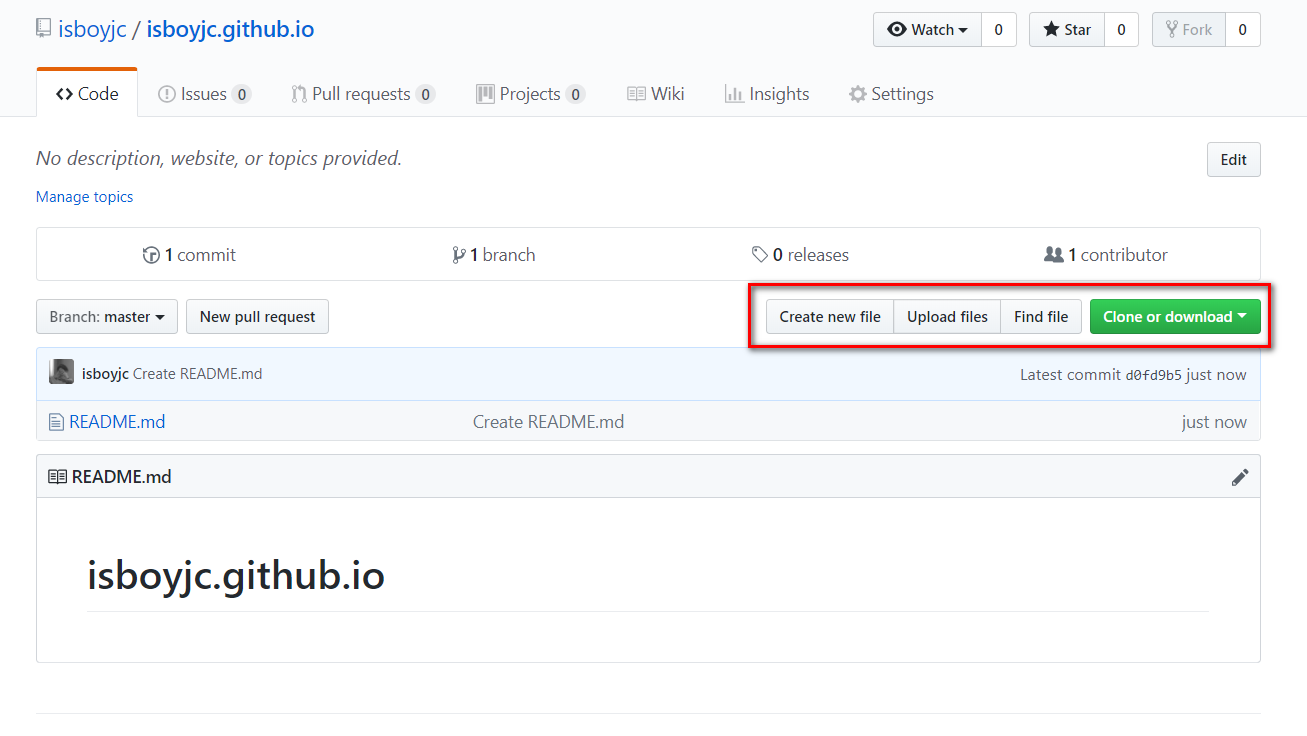 isboyjc / isboyjc.github.io Watch 0 Star 0 Fork 0
Code Issues 0 Pull requests 0 Projects 0 Wiki Insights Settings
No description, website, or topics provided. Edit
Manage topics
1 commit 1 branch 0 releases 1 contributor
Branch: master New pull request Create new file Upload files Find file Clone or download
isboyjc Create README.md Latest commit d0fd9b5 just now
README.md Create README.md just now
README.md
isboyjc.github.io